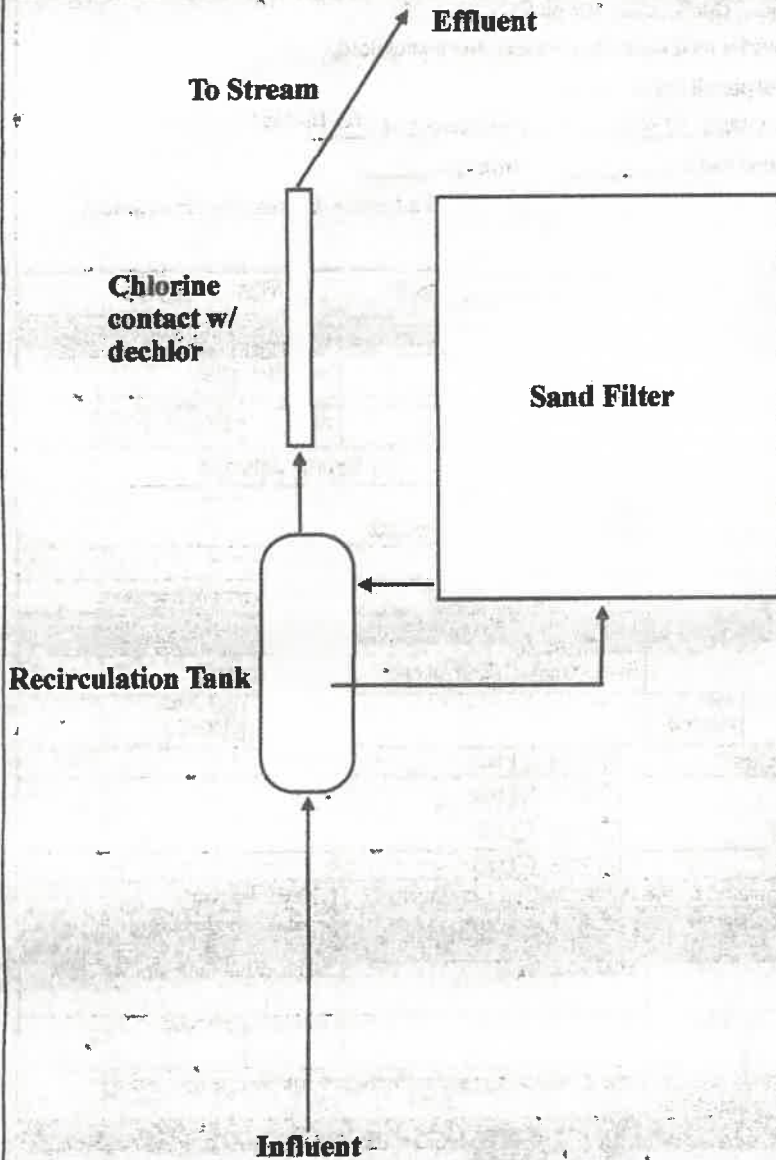 Effluent
To Stream
Chlorine
contact w/
dechlor
Sand Filter
Recirculation Tank
Influent